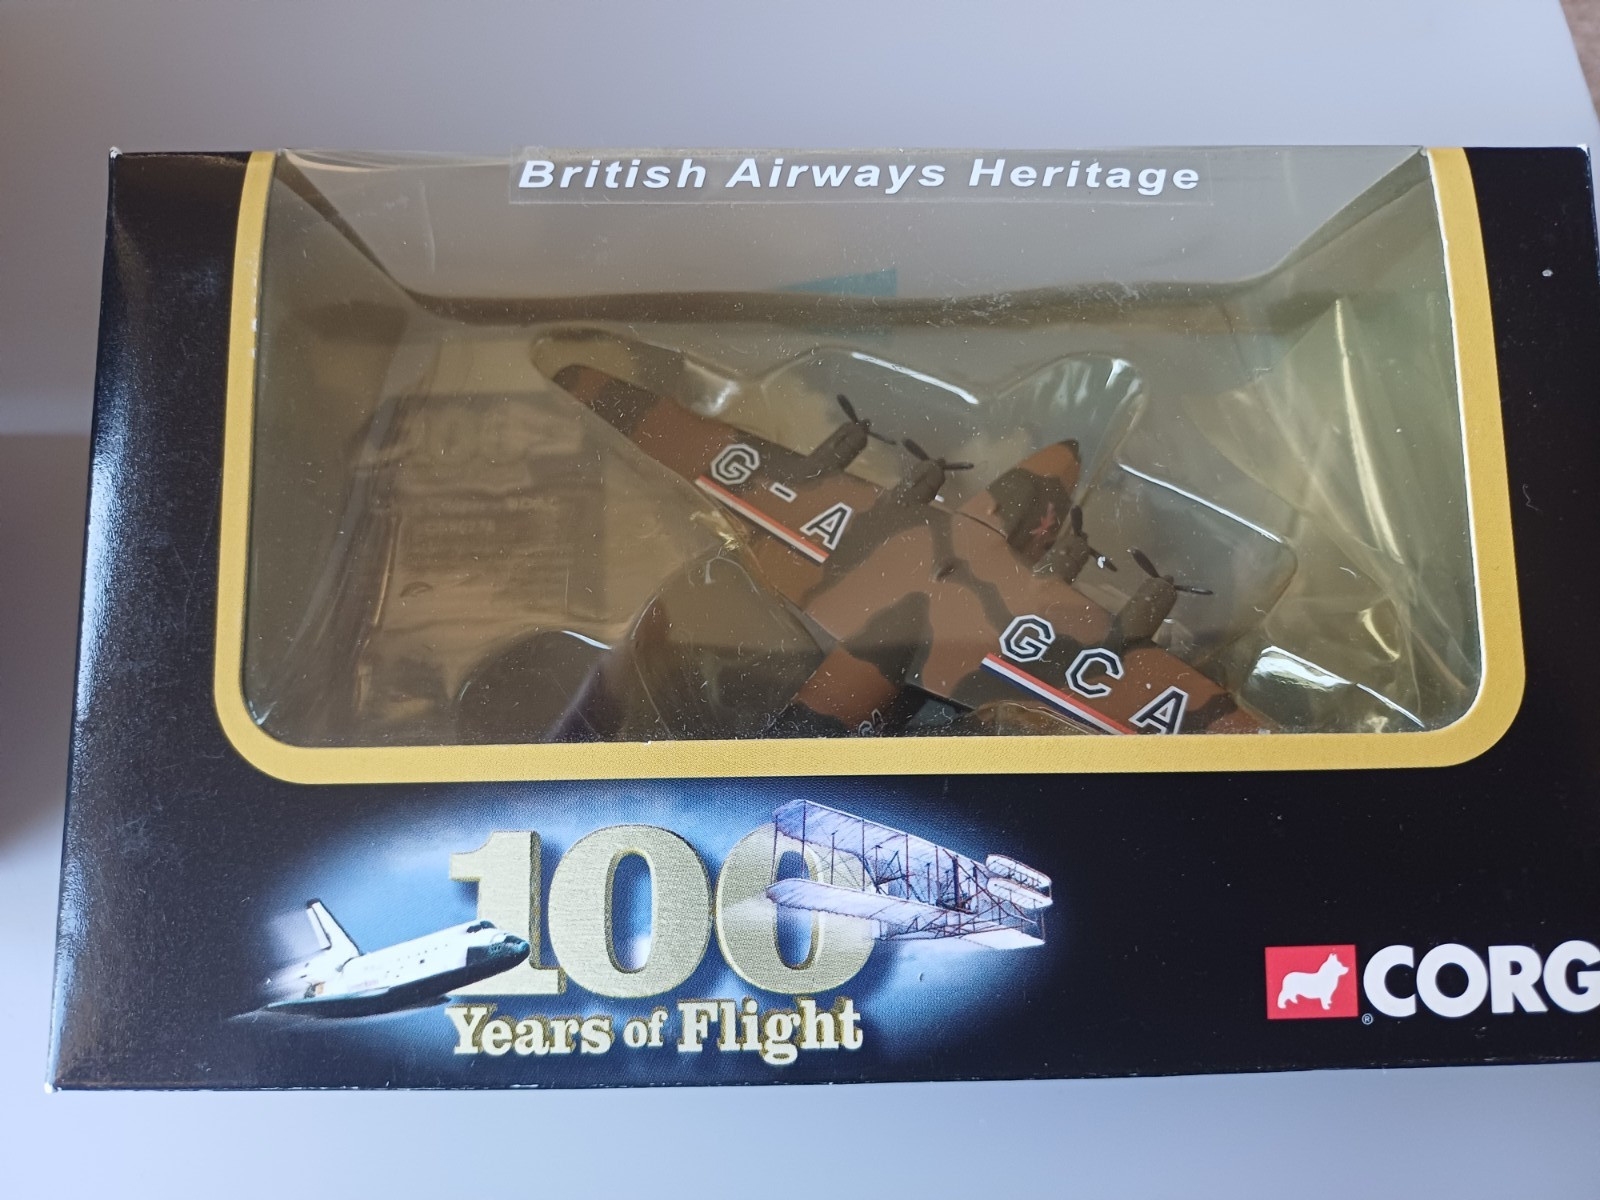 British Airways Heritage
G-A
GCA
100
Years of Flight
CORG
®